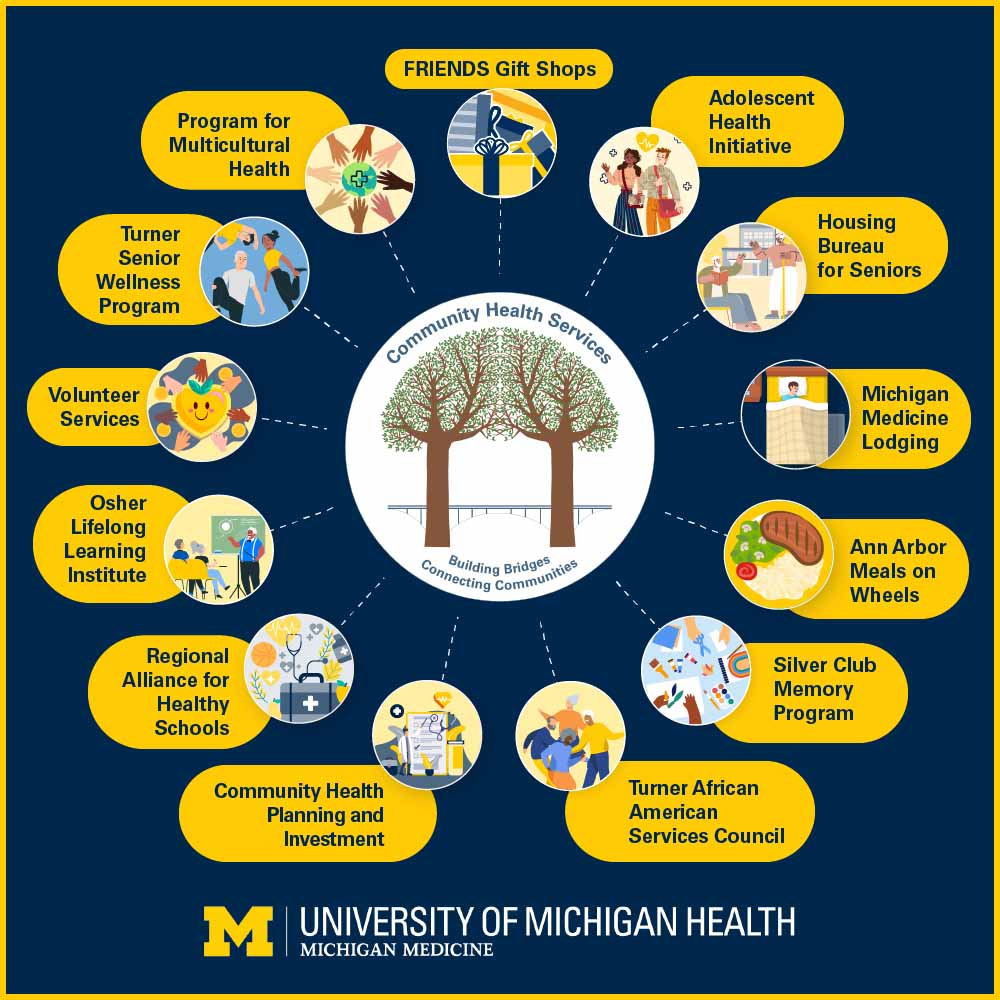 FRIENDS Gift Shops
Adolescent
Health
Initiative
Housing
Bureau
for Seniors
Michigan
Medicine
Lodging
Ann Arbor
Meals on
Wheels
Silver Club
Memory
Program
Turner African
American
Services Council
Community Health
Planning and
Investment
Regional
Alliance for
Healthy
Schools
Osher
Lifelong
Learning
Institute
Volunteer
Services
Turner
Senior
Wellness
Program
Program for
Multicultural
Health
Community Health Services
Building Bridges
Connecting Communities
M
UNIVERSITY OF MICHIGAN HEALTH
MICHIGAN MEDICINE